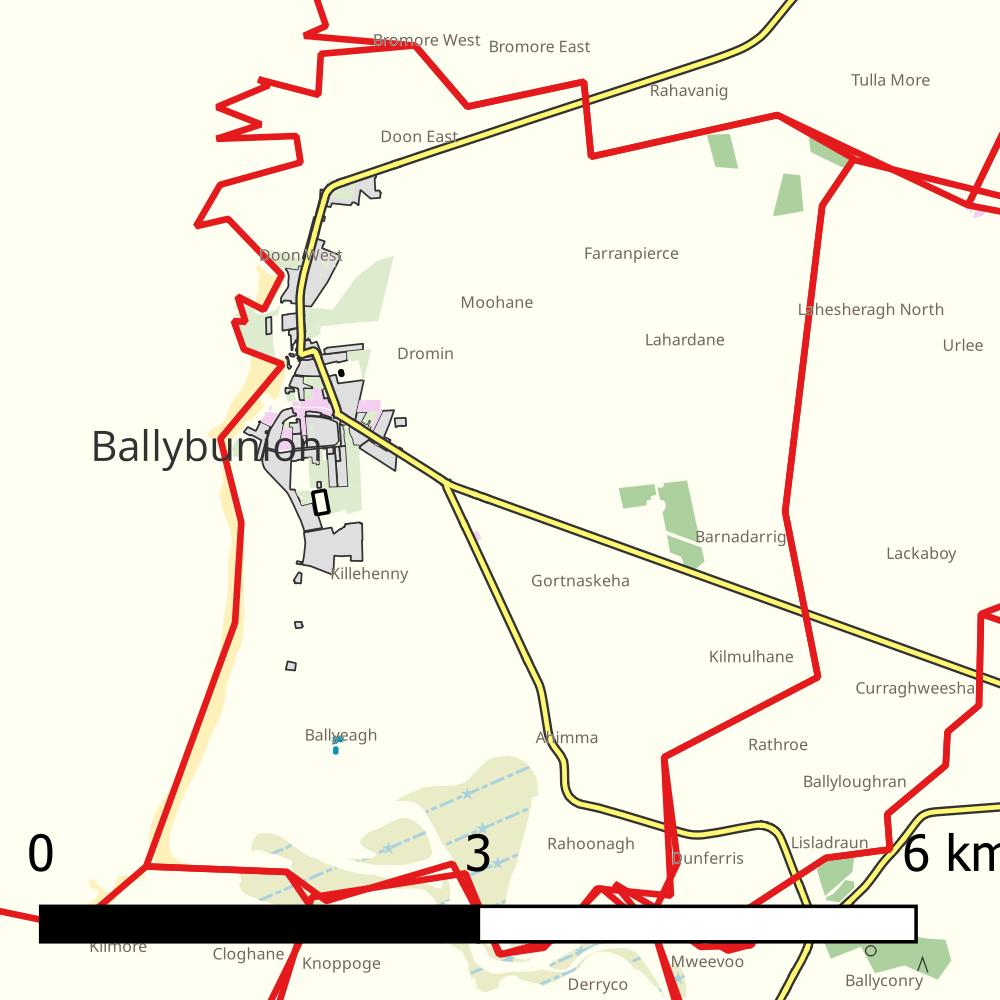 Bromore West
Bromore East
Tulla More
Rahavanig
Doon East
Doon West
Farranpierce
Moohane
Lahesheragh North
Lahardane
Urlee
Dromin
Ballybunion
Barnadarrig
Lackaboy
Killehenny
Gortnaskeha
Kilmulhane
Curraghweesha
Ballyeagh
Ahimma
Rathroe
Ballyloughran
Rahoonagh
Lisladraun
Dunferris
0
3
6 km
Kilmore
Cloghane
Knoppoge
Mweevoo
Derryco
Ballyconry